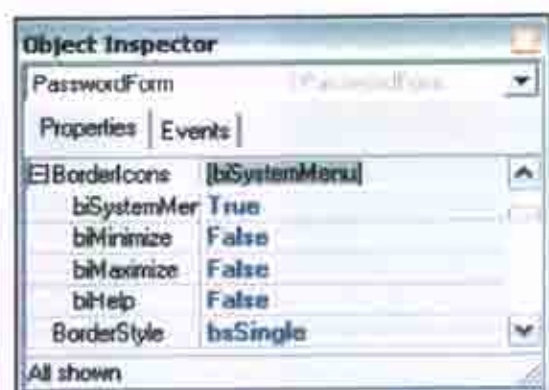 Object Inspector
PasswordForm TPasswordForm
Properties Events
BorderIcons [biSystemMenu]
biSystemMer True
biMinimize False
biMaximize False
biHelp False
BorderStyle bsSingle
All shown